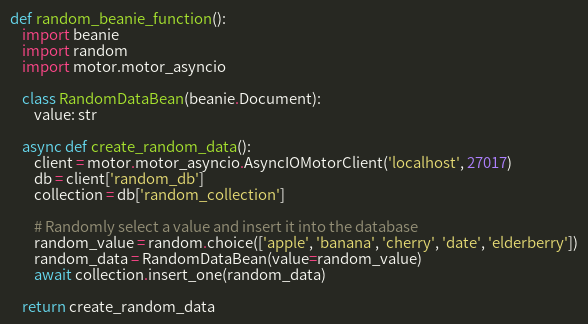 def random_beanie_function():
    import beanie
    import random
    import motor.motor_asyncio

    class RandomDataBean(beanie.Document):
        value: str

    async def create_random_data():
        client = motor.motor_asyncio.AsyncIOMotorClient('localhost', 27017)
        db = client['random_db']
        collection = db['random_collection']

        # Randomly select a value and insert it into the database
        random_value = random.choice(['apple', 'banana', 'cherry', 'date', 'elderberry'])
        random_data = RandomDataBean(value=random_value)
        await collection.insert_one(random_data)

    return create_random_data